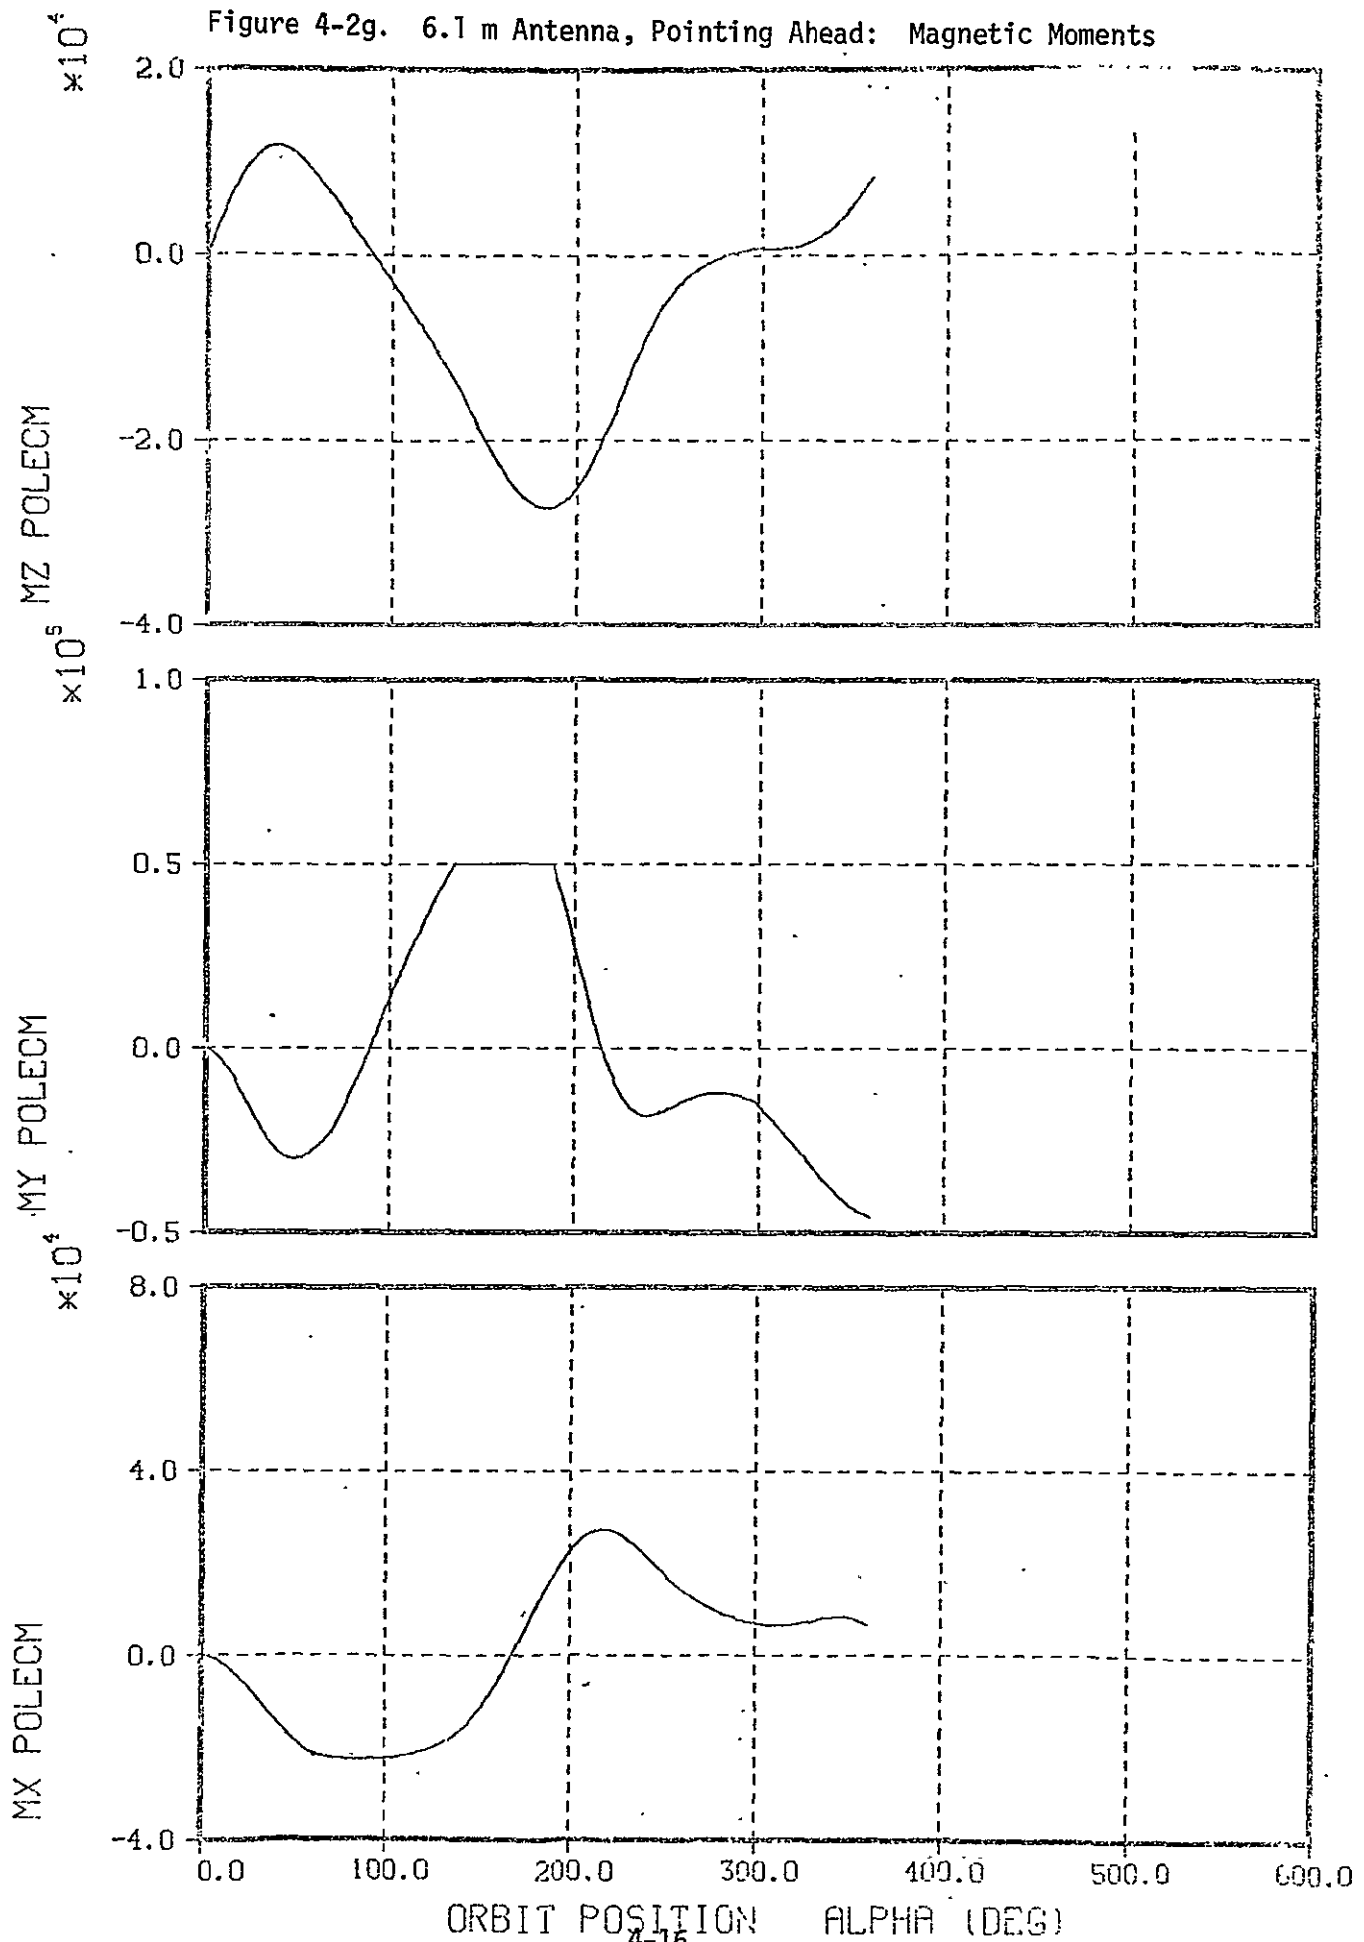 Figure 4-2g. 6.1 m Antenna, Pointing Ahead: Magnetic Moments
×10⁴
2.0
0.0
-2.0
-4.0
MZ POLECM
×10⁵
1.0
0.5
0.0
-0.5
MY POLECM
×10⁴
8.0
4.0
0.0
-4.0
MX POLECM
0.0 100.0 200.0 300.0 400.0 500.0 600.0
ORBIT POSITION ALPHA (DEG)
4-16